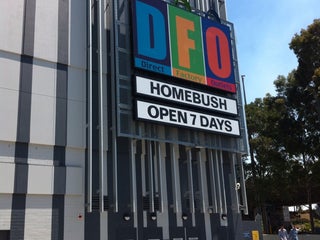 DFO
Direct Factory Outlets
HOMEBUSH
OPEN 7 DAYS